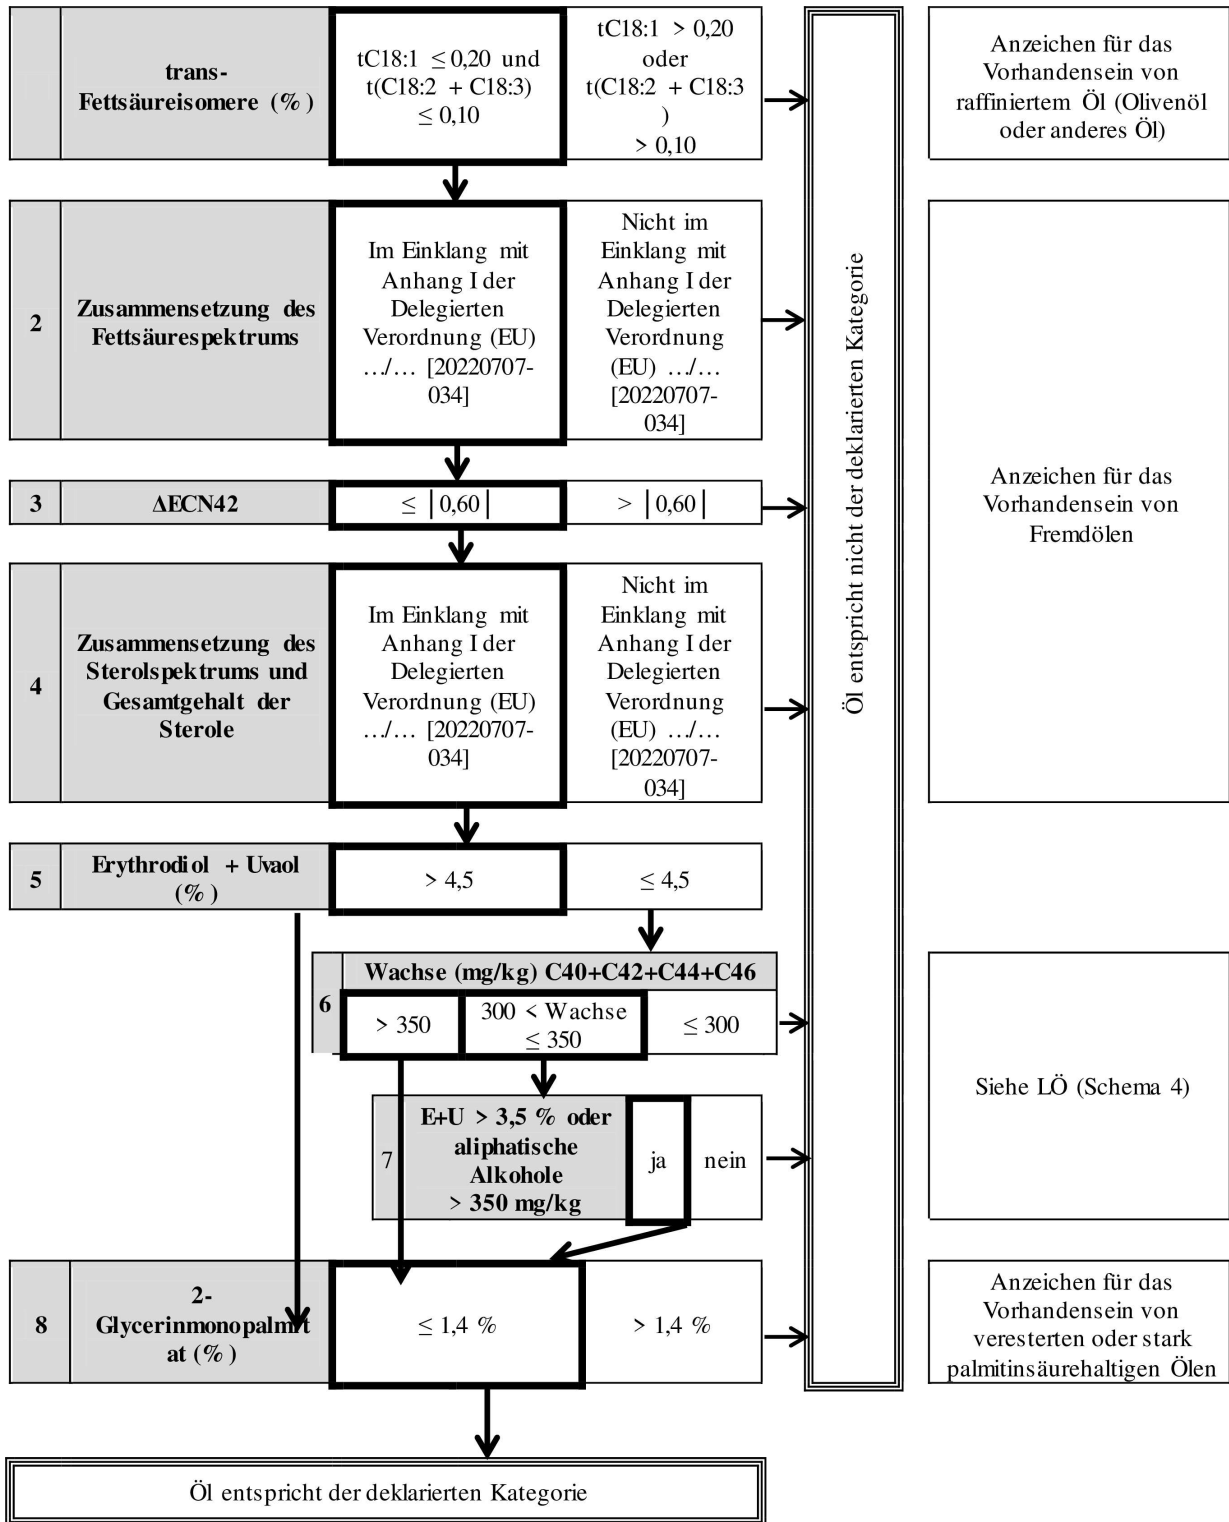 trans-
Fettsäureisomere (%)
tC18:1 ≤ 0,20 und
t(C18:2 + C18:3)
≤ 0,10
tC18:1 > 0,20
oder
t(C18:2 + C18:3
)
> 0,10
Anzeichen für das
Vorhandensein von
raffiniertem Öl (Olivenöl
oder anderes Öl)
Öl entspricht nicht der deklarierten Kategorie
2
Zusammensetzung des
Fettsäurespektrums
Im Einklang mit
Anhang I der
Delegierten
Verordnung (EU)
…/… [20220707-
034]
Nicht im
Einklang mit
Anhang I der
Delegierten
Verordnung
(EU) …/…
[20220707-
034]
3
ΔECN42
≤ |0,60|
> |0,60|
Anzeichen für das
Vorhandensein von
Fremdölen
4
Zusammensetzung des
Sterolspektrums und
Gesamtgehalt der
Sterole
Im Einklang mit
Anhang I der
Delegierten
Verordnung (EU)
…/… [20220707-
034]
Nicht im
Einklang mit
Anhang I der
Delegierten
Verordnung
(EU) …/…
[20220707-
034]
5
Erythrodiol + Uvaol
(%)
> 4,5
≤ 4,5
6
Wachse (mg/kg) C40+C42+C44+C46
> 350
300 < Wachse
≤ 350
≤ 300
7
E+U > 3,5 % oder
aliphatische
Alkohole
> 350 mg/kg
ja
nein
Siehe LÖ (Schema 4)
8
2-
Glycerinmonopalmit
at (%)
≤ 1,4 %
> 1,4 %
Anzeichen für das
Vorhandensein von
veresterten oder stark
palmitinsäurehaltigen Ölen
Öl entspricht der deklarierten Kategorie